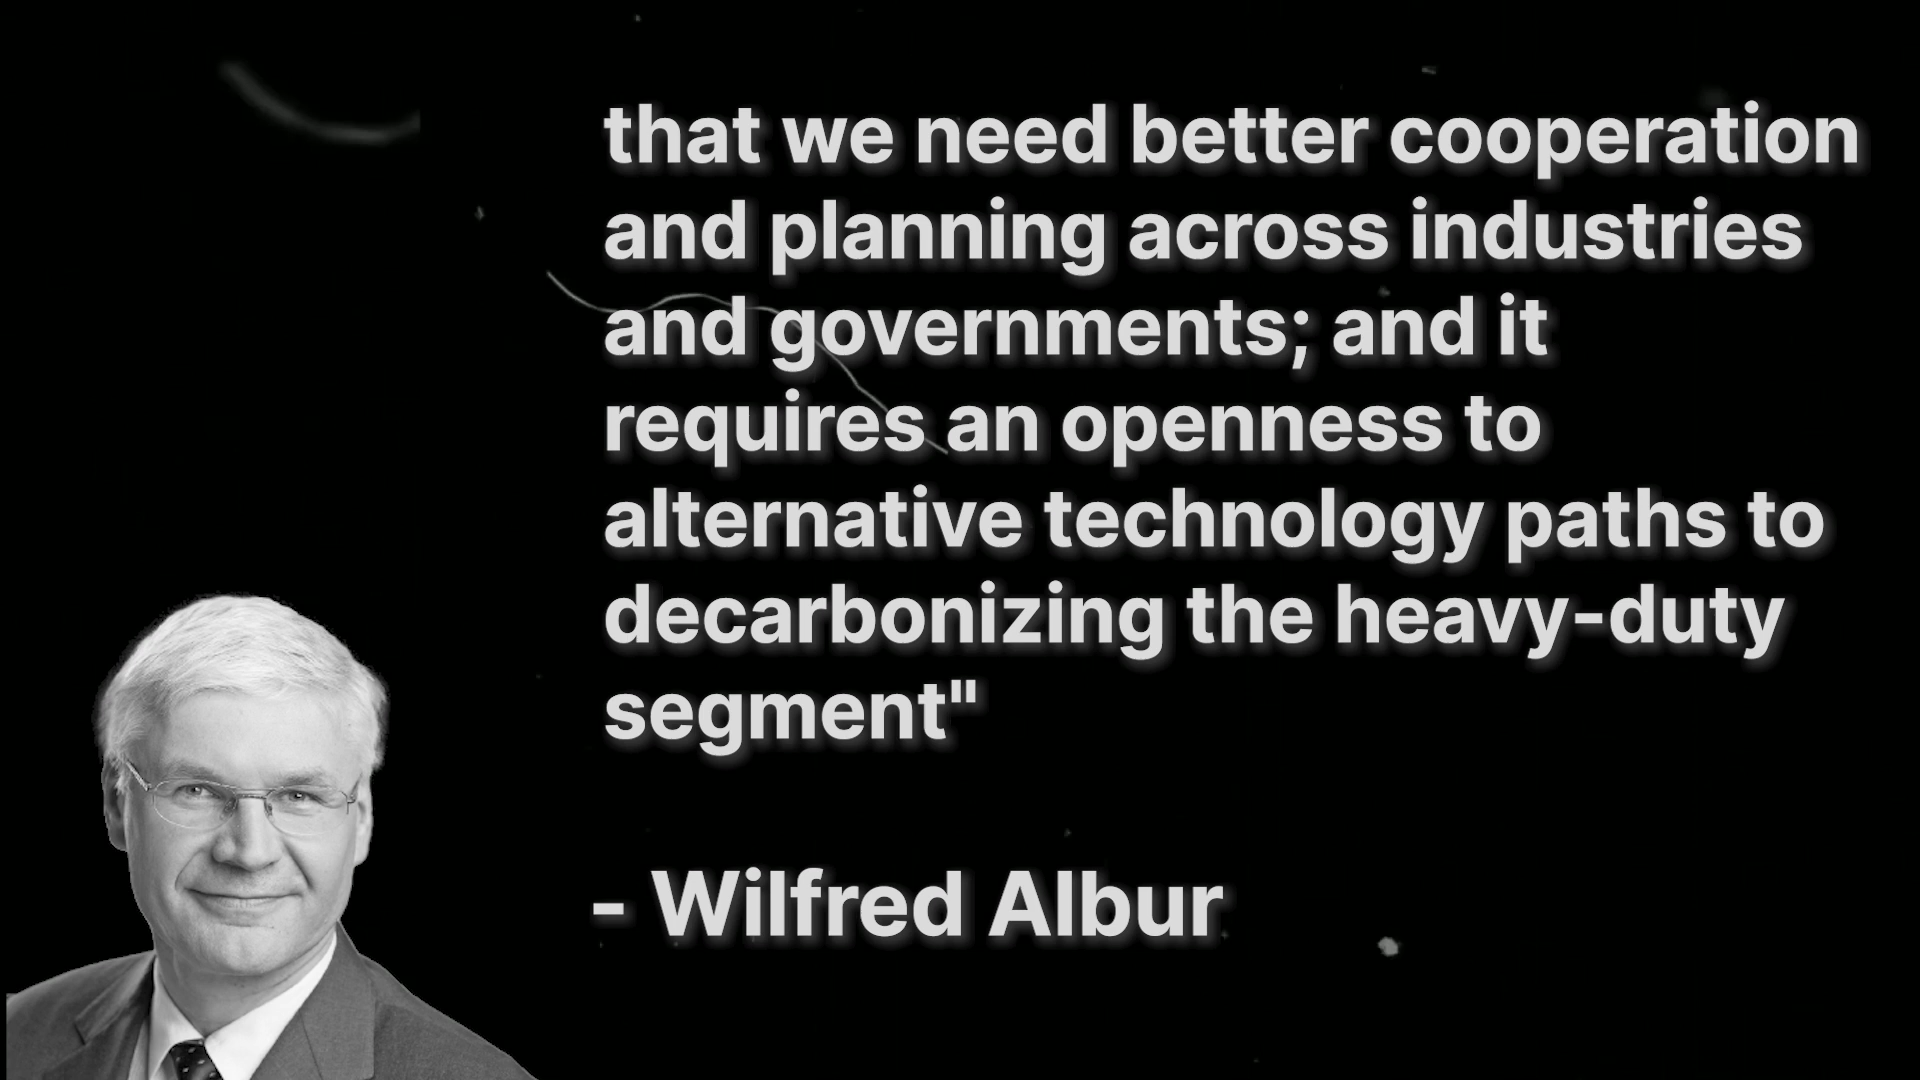 that we need better cooperation
and planning across industries
and governments; and it
requires an openness to
alternative technology paths to
decarbonizing the heavy-duty
segment"
- Wilfred Albur